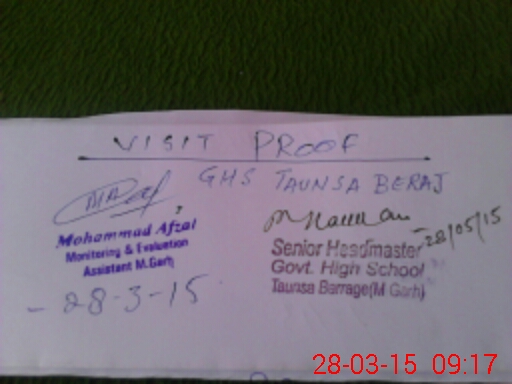 VISIT PROOF
GHS TAUNSA BERAJ
Mohammad Afzal
Monitoring & Evaluation
Assistant M.Garh
- 28-3-15
28/05/15
Senior Headmaster
Govt. High School
Taunsa Barrage(M Garh)
28-03-15 09:17